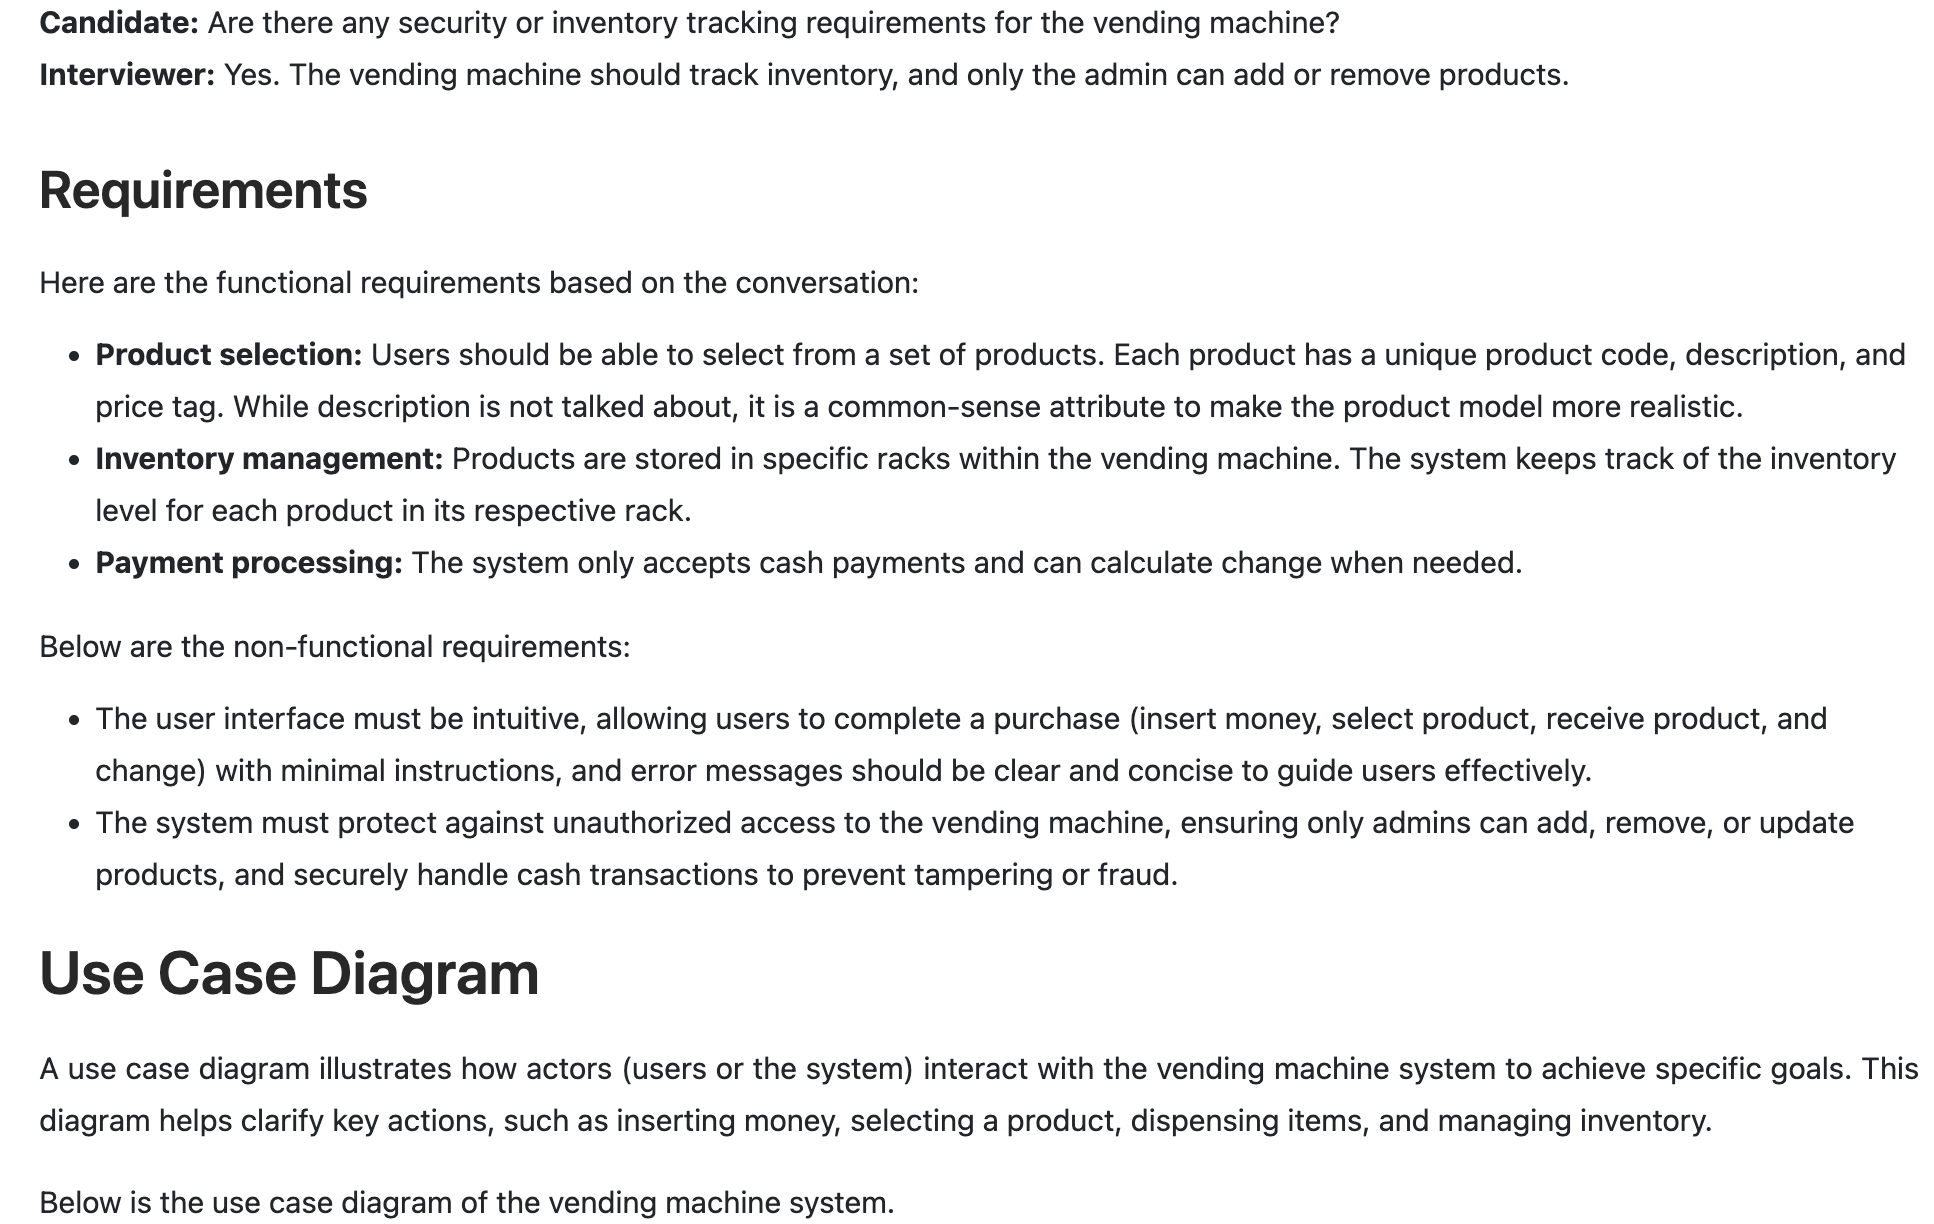 Candidate: Are there any security or inventory tracking requirements for the vending machine?
Interviewer: Yes. The vending machine should track inventory, and only the admin can add or remove products.
Requirements
Here are the functional requirements based on the conversation:
• Product selection: Users should be able to select from a set of products. Each product has a unique product code, description, and
price tag. While description is not talked about, it is a common-sense attribute to make the product model more realistic.
• Inventory management: Products are stored in specific racks within the vending machine. The system keeps track of the inventory
level for each product in its respective rack.
• Payment processing: The system only accepts cash payments and can calculate change when needed.
Below are the non-functional requirements:
• The user interface must be intuitive, allowing users to complete a purchase (insert money, select product, receive product, and
change) with minimal instructions, and error messages should be clear and concise to guide users effectively.
• The system must protect against unauthorized access to the vending machine, ensuring only admins can add, remove, or update
products, and securely handle cash transactions to prevent tampering or fraud.
Use Case Diagram
A use case diagram illustrates how actors (users or the system) interact with the vending machine system to achieve specific goals. This
diagram helps clarify key actions, such as inserting money, selecting a product, dispensing items, and managing inventory.
Below is the use case diagram of the vending machine system.